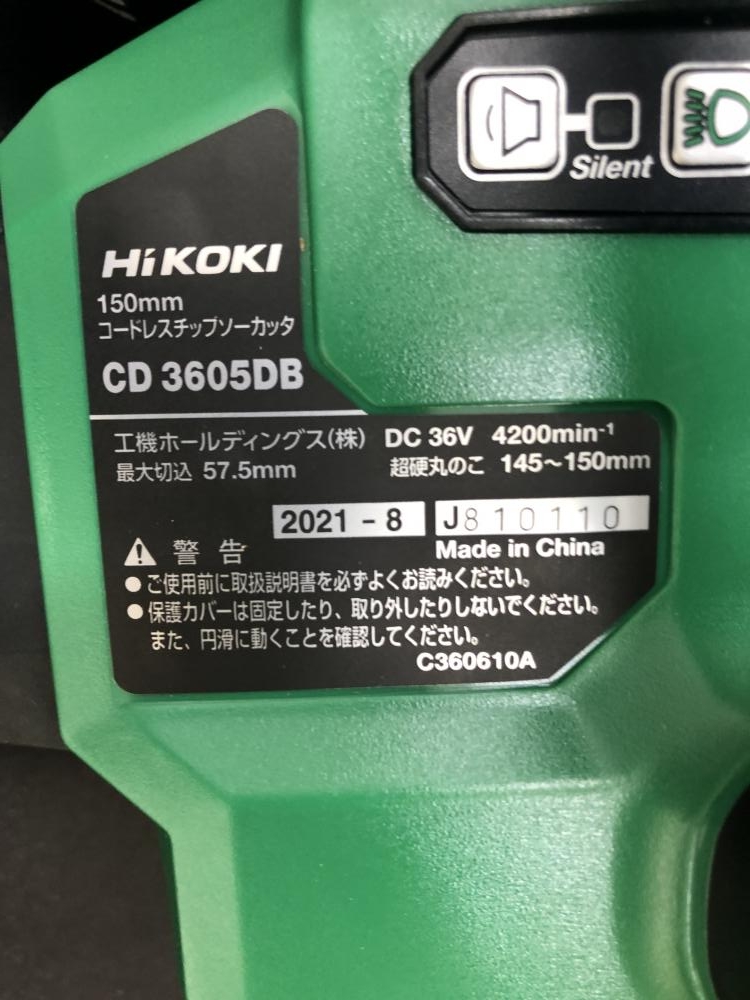 Silent
HiKOKI
150mm
コードレスチップソーカッタ
CD 3605DB
工機ホールディングス(株) DC 36V 4200min⁻¹
最大切込 57.5mm 超硬丸のこ 145～150mm
2021 - 8 J810110
Made in China
警告
●ご使用前に取扱説明書を必ずよくお読みください。
●保護カバーは固定したり、取り外したりしないでください。
また、円滑に動くことを確認してください。
C360610A